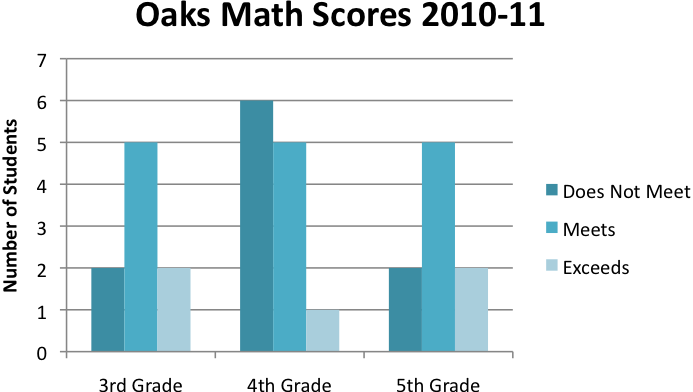 Oaks Math Scores 2010-11
Number of Students
7
6
5
4
3
2
1
0
3rd Grade 4th Grade 5th Grade
Does Not Meet
Meets
Exceeds